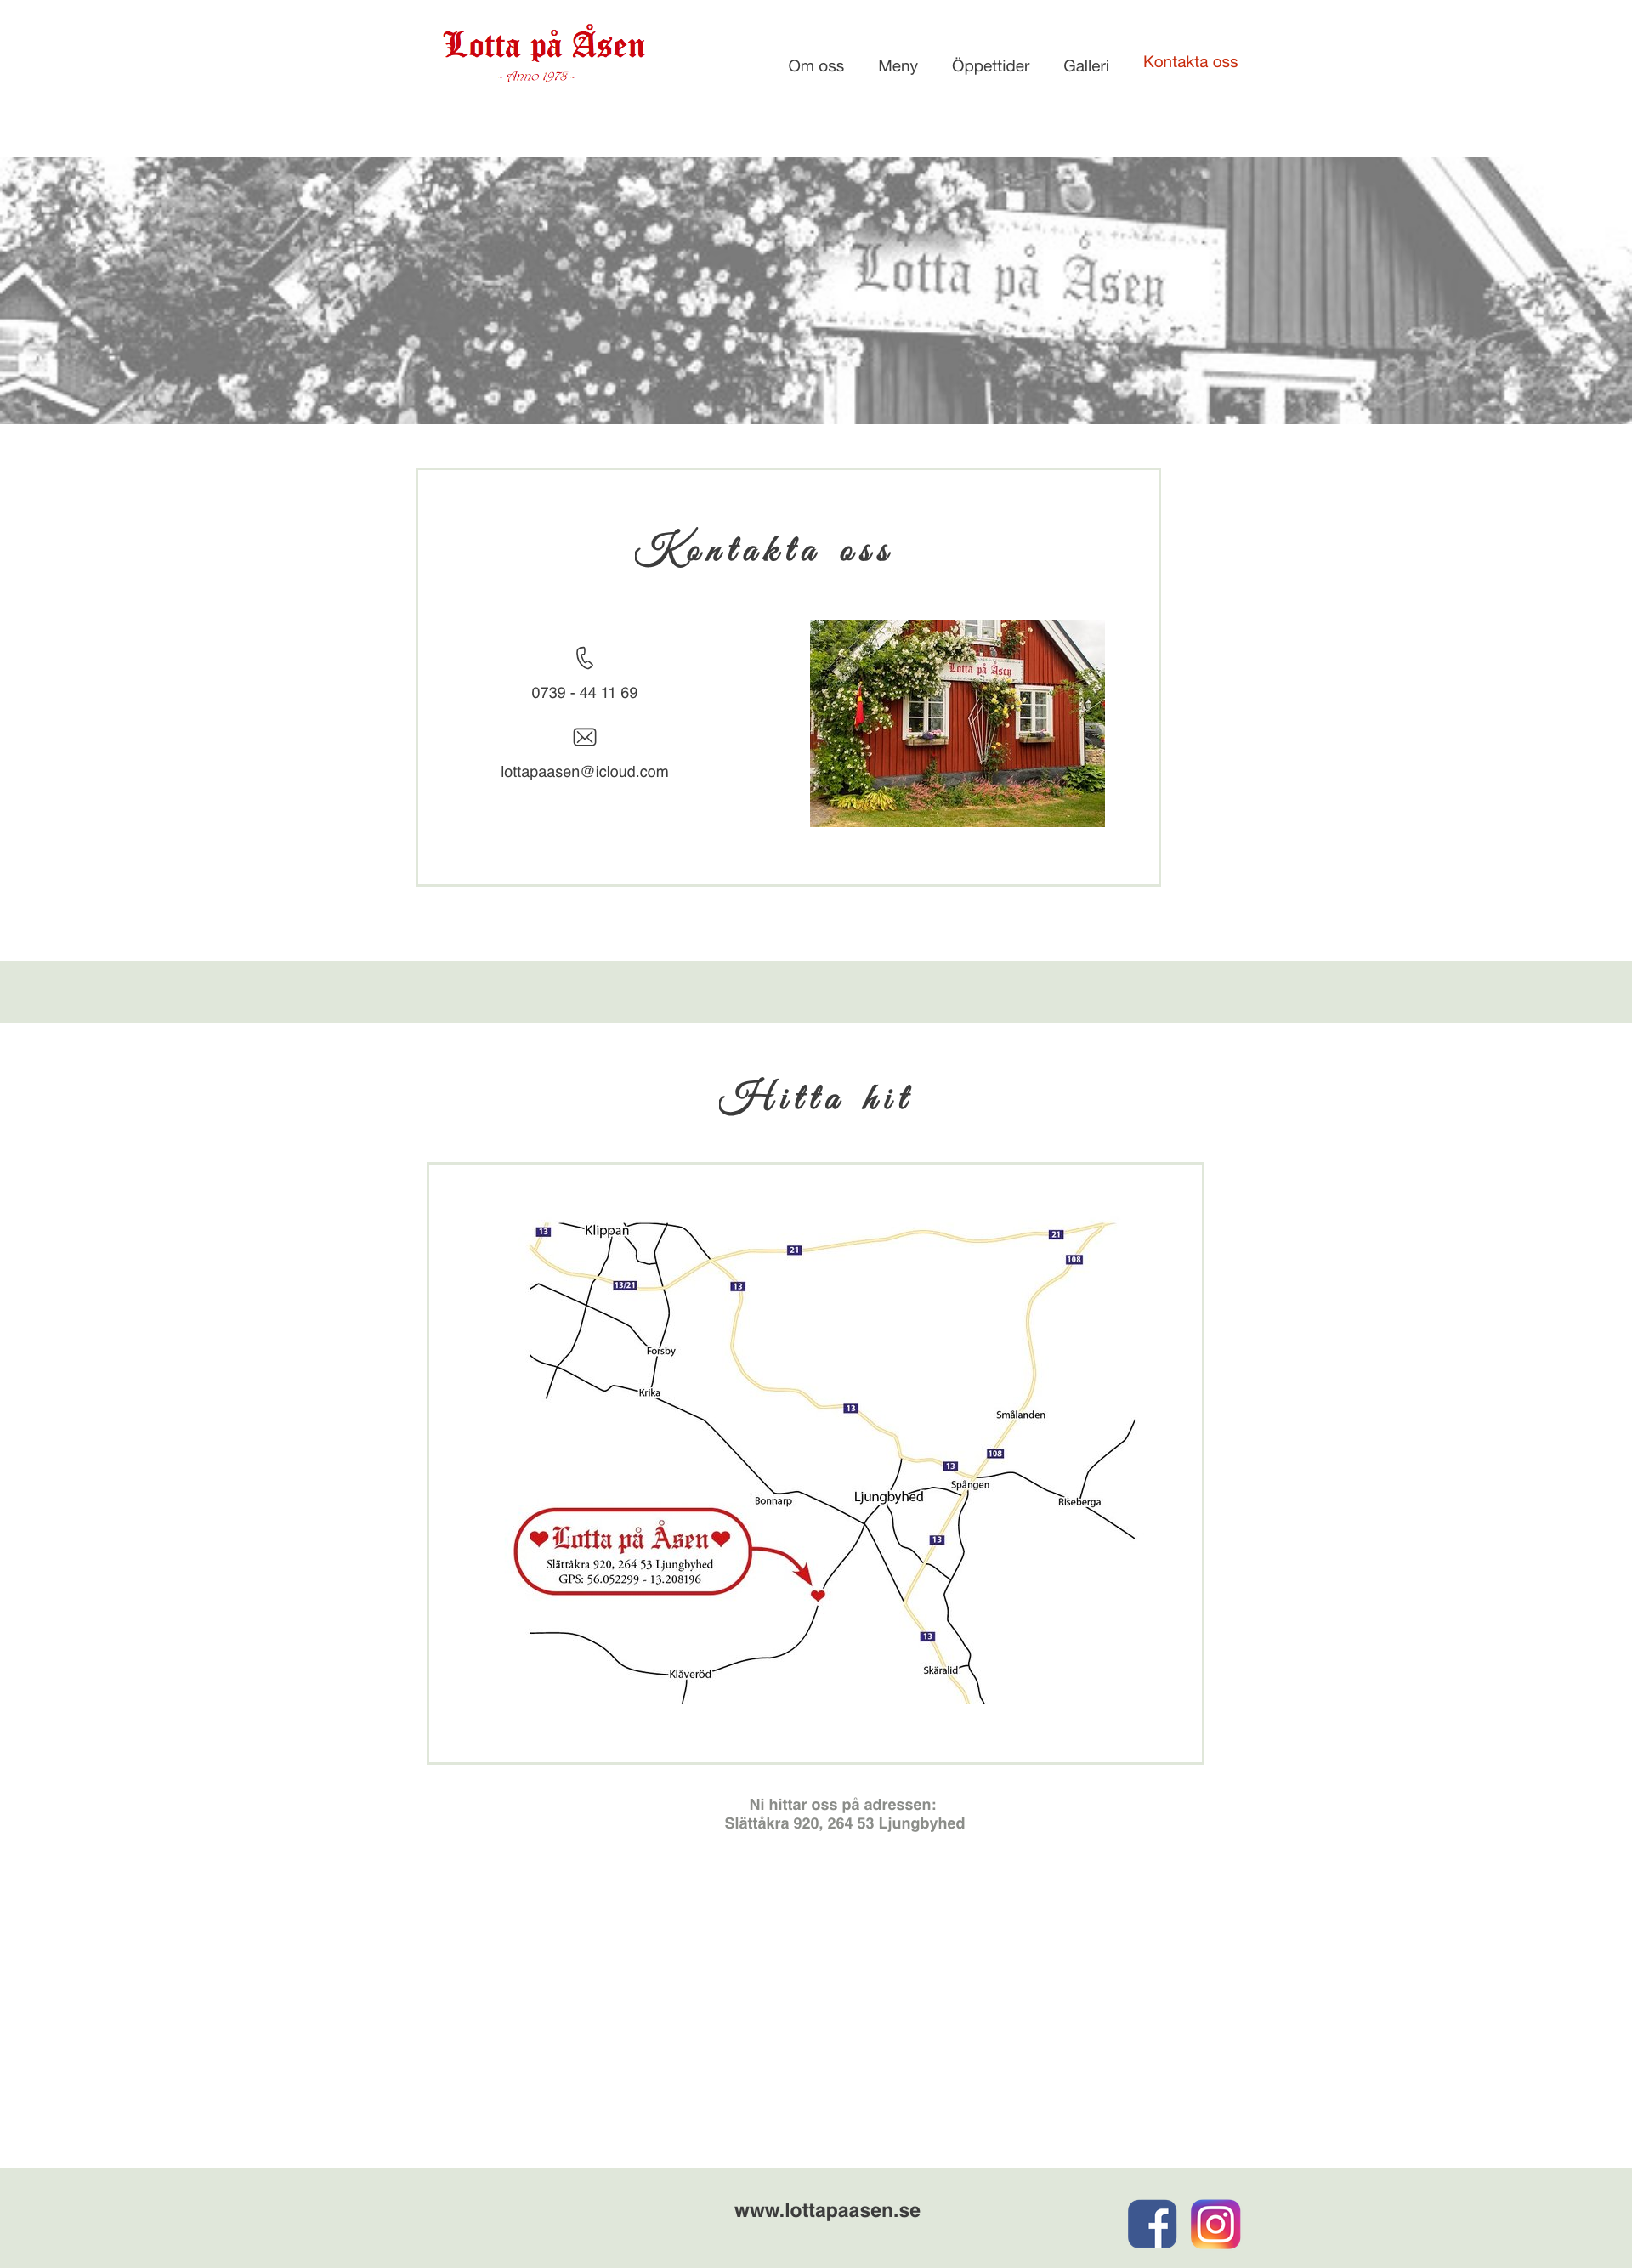 Lotta på Åsen
- Anno 1978 -
Om oss Meny Öppettider Galleri Kontakta oss
Lotta på Åsen
Kontakta oss
Lotta på Åsen
0739 - 44 11 69
lottapaasen@icloud.com
Hitta hit
13 Klippan 21 21
108
13/21 13
Forsby
Krika
13 Smålanden
108
13
Spången
Bonnarp Ljungbyhed Riseberga
Lotta på Åsen 13
Slättåkra 920, 264 53 Ljungbyhed
GPS: 56.052299 - 13.208196
13
Klåveröd Skäralid
Ni hittar oss på adressen:
Slättåkra 920, 264 53 Ljungbyhed
www.lottapaasen.se